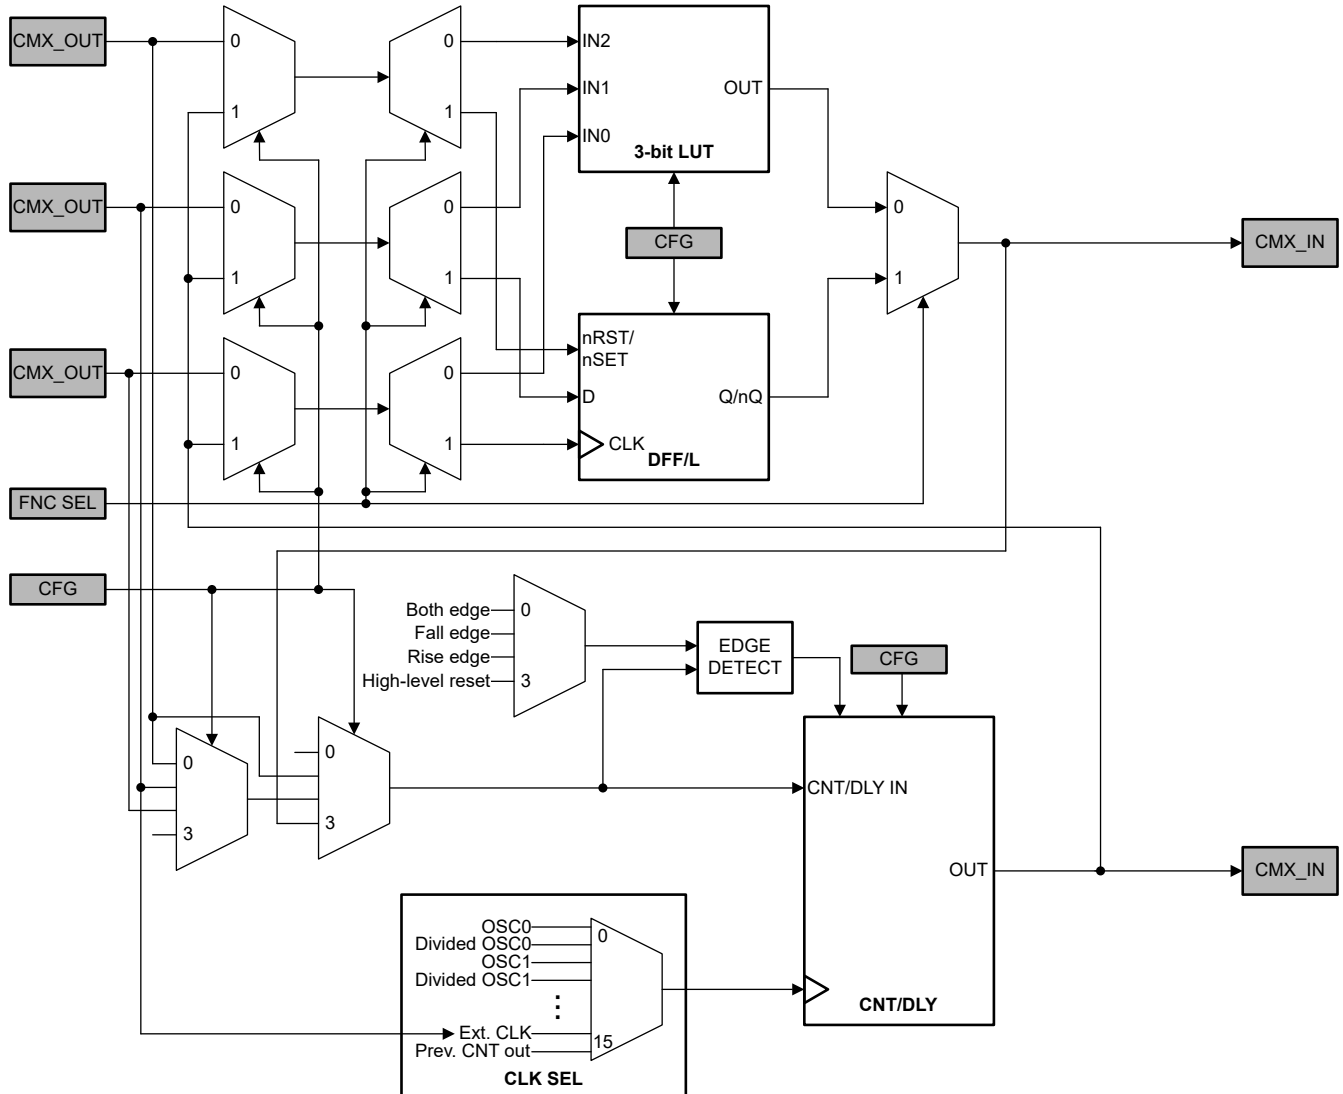 CMX_OUT
0
1
0
1
IN2
IN1
IN0
OUT
3-bit LUT
CMX_OUT
0
1
0
1
CFG
0
1
CMX_IN
CMX_OUT
0
1
0
1
nRST/
nSET
D
CLK
Q/nQ
DFF/L
FNC SEL
CFG
Both edge
Fall edge
Rise edge
High-level reset
0
3
EDGE
DETECT
CFG
0
3
0
3
CNT/DLY IN
OUT
CNT/DLY
CMX_IN
OSC0
Divided OSC0
OSC1
Divided OSC1
Ext. CLK
Prev. CNT out
0
15
CLK SEL